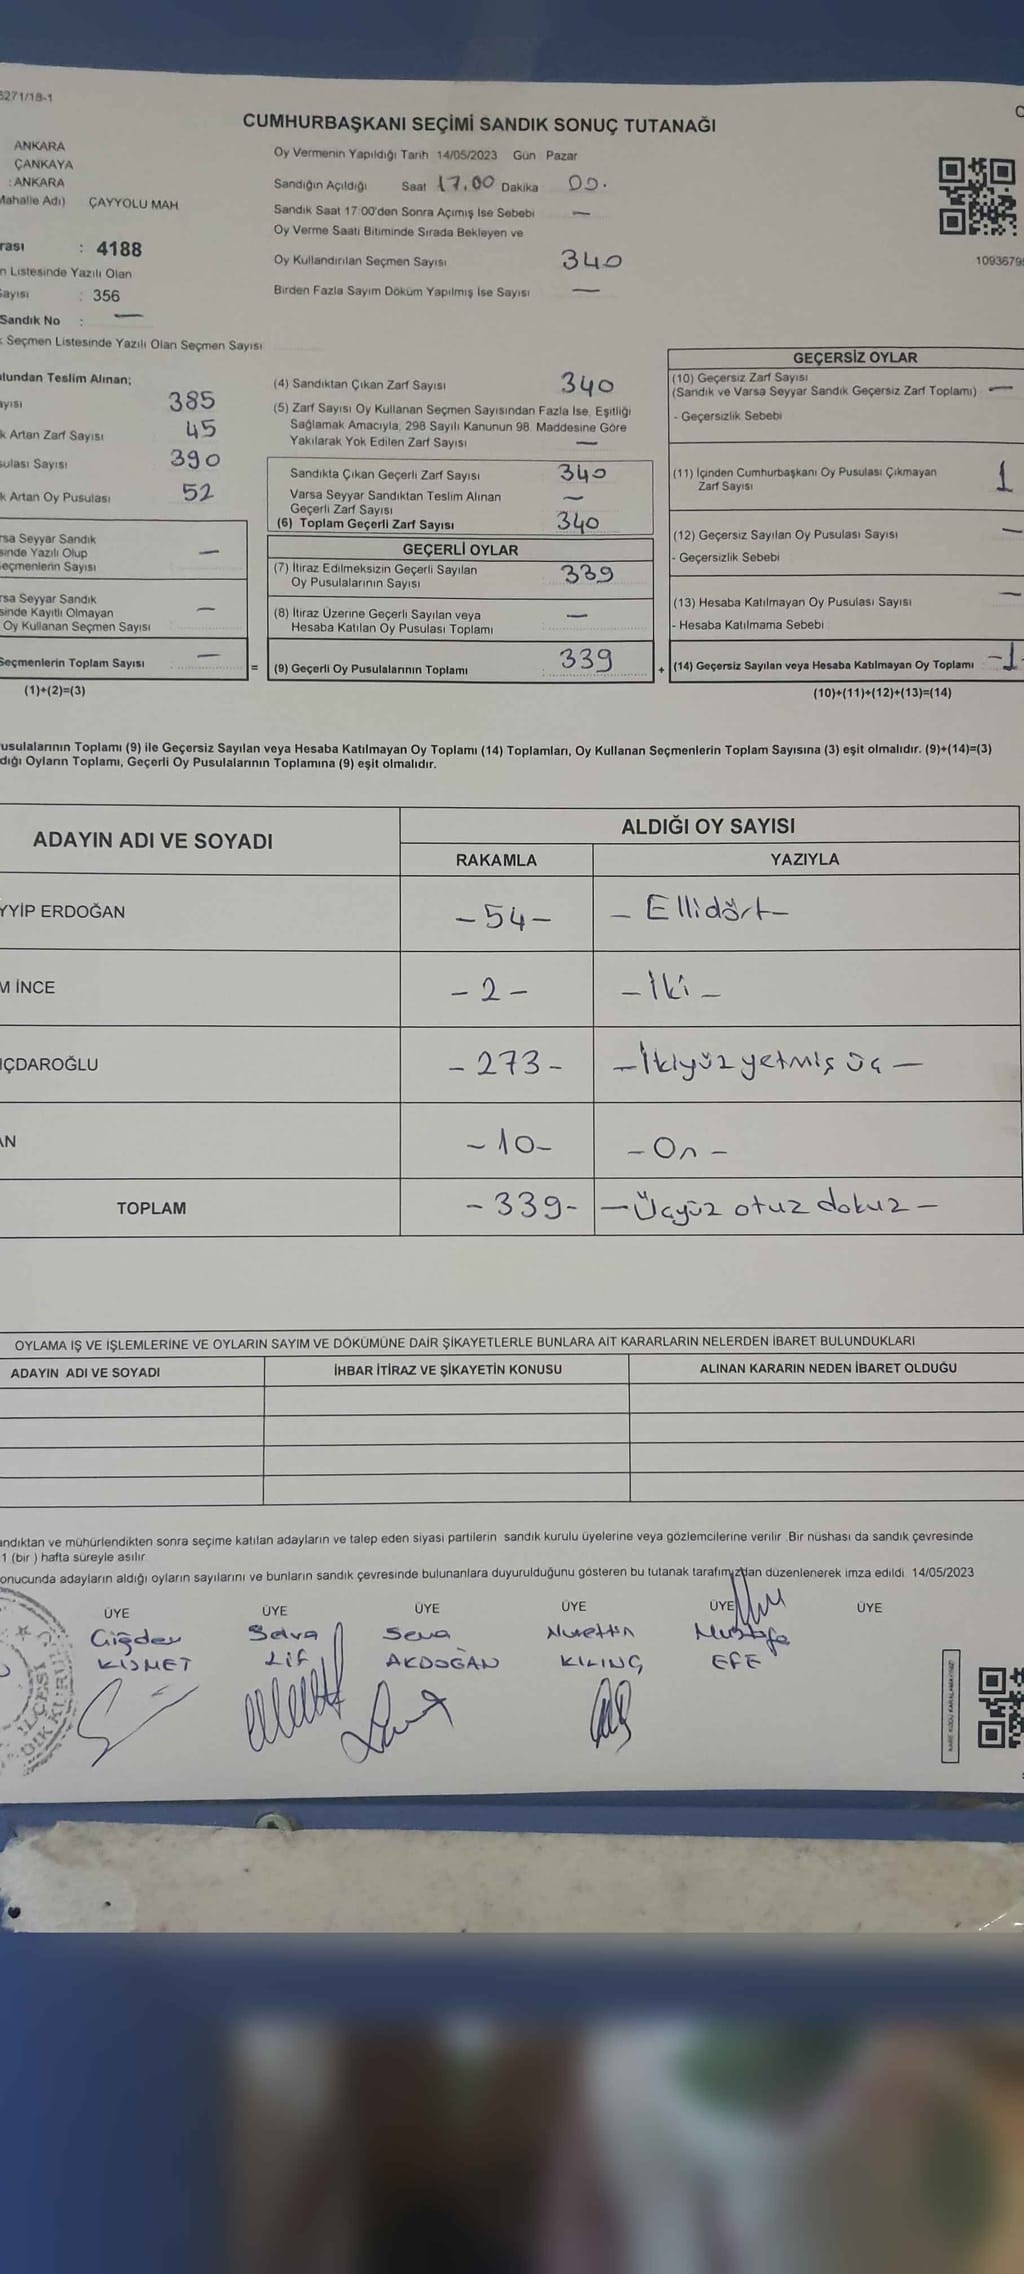 6271/18-1
CUMHURBAŞKANI SEÇİMİ SANDIK SONUÇ TUTANAĞI
ANKARA
ÇANKAYA
: ANKARA
Mahalle Adı) ÇAYYOLU MAH.
rası : 4188
n Listesinde Yazılı Olan
Sayısı : 356
Sandık No : —
k Seçmen Listesinde Yazılı Olan Seçmen Sayısı
Oy Vermenin Yapıldığı Tarih 14/05/2023 Gün Pazar
Sandığın Açıldığı Saat 17.00 Dakika 00.
Sandık Saat 17:00'den Sonra Açımış İse Sebebi —
Oy Verme Saati Bitiminde Sırada Bekleyen ve
Oy Kullandırılan Seçmen Sayısı 340
Birden Fazla Sayım Döküm Yapılmış İse Sayısı —
1093679
ulundan Teslim Alınan;
ayısı 385
k Artan Zarf Sayısı 45
sulası Sayısı 390
k Artan Oy Pusulası 52
rsa Seyyar Sandık
sinde Yazılı Olup
eçmenlerin Sayısı —
rsa Seyyar Sandık
sinde Kayıtlı Olmayan
Oy Kullanan Seçmen Sayısı —
Seçmenlerin Toplam Sayısı —
(1)+(2)=(3)
=
(4) Sandıktan Çıkan Zarf Sayısı 340
(5) Zarf Sayısı Oy Kullanan Seçmen Sayısından Fazla İse, Eşitliği
Sağlamak Amacıyla, 298 Sayılı Kanunun 98. Maddesine Göre
Yakılarak Yok Edilen Zarf Sayısı —
Sandıkta Çıkan Geçerli Zarf Sayısı 340
Varsa Seyyar Sandıktan Teslim Alınan
Geçerli Zarf Sayısı —
(6) Toplam Geçerli Zarf Sayısı 340
GEÇERLİ OYLAR
(7) İtiraz Edilmeksizin Geçerli Sayılan
Oy Pusulalarının Sayısı 339
(8) İtiraz Üzerine Geçerli Sayılan veya
Hesaba Katılan Oy Pusulası Toplamı —
(9) Geçerli Oy Pusulalarının Toplamı : 339
+
GEÇERSİZ OYLAR
(10) Geçersiz Zarf Sayısı
(Sandık ve Varsa Seyyar Sandık Geçersiz Zarf Toplamı) —
- Geçersizlik Sebebi
(11) İçinden Cumhurbaşkanı Oy Pusulası Çıkmayan
Zarf Sayısı 1
(12) Geçersiz Sayılan Oy Pusulası Sayısı —
- Geçersizlik Sebebi
(13) Hesaba Katılmayan Oy Pusulası Sayısı —
- Hesaba Katılmama Sebebi
(14) Geçersiz Sayılan veya Hesaba Katılmayan Oy Toplamı -1-
(10)+(11)+(12)+(13)=(14)
usulalarının Toplamı (9) ile Geçersiz Sayılan veya Hesaba Katılmayan Oy Toplamı (14) Toplamları, Oy Kullanan Seçmenlerin Toplam Sayısına (3) eşit olmalıdır. (9)+(14)=(3)
dığı Oyların Toplamı, Geçerli Oy Pusulalarının Toplamına (9) eşit olmalıdır.
ADAYIN ADI VE SOYADI ALDIĞI OY SAYISI
RAKAMLA YAZIYLA
YYİP ERDOĞAN -54- -Ellidört-
M İNCE -2- -İki-
IÇDAROĞLU -273- -İkiyüz yetmiş üç-
AN -10- -On-
TOPLAM -339- -Üçyüz otuz dokuz-
OYLAMA İŞ VE İŞLEMLERİNE VE OYLARIN SAYIM VE DÖKÜMÜNE DAİR ŞİKAYETLERLE BUNLARA AİT KARARLARIN NELERDEN İBARET BULUNDUKLARI
ADAYIN ADI VE SOYADI İHBAR İTİRAZ VE ŞİKAYETİN KONUSU ALINAN KARARIN NEDEN İBARET OLDUĞU
andıktan ve mühürlendikten sonra seçime katılan adayların ve talep eden siyasi partilerin sandık kurulu üyelerine veya gözlemcilerine verilir. Bir nüshası da sandık çevresinde
1 (bir ) hafta süreyle asılır.
onucunda adayların aldığı oyların sayılarını ve bunların sandık çevresinde bulunanlara duyurulduğunu gösteren bu tutanak tarafımızdan düzenlenerek imza edildi. 14/05/2023
ÜYE ÜYE ÜYE ÜYE ÜYE ÜYE
Çiğdem Selva Sena Nurettin Mustafa
KISMET Elif AKDOĞAN KILINÇ EFE
İLÇESİ